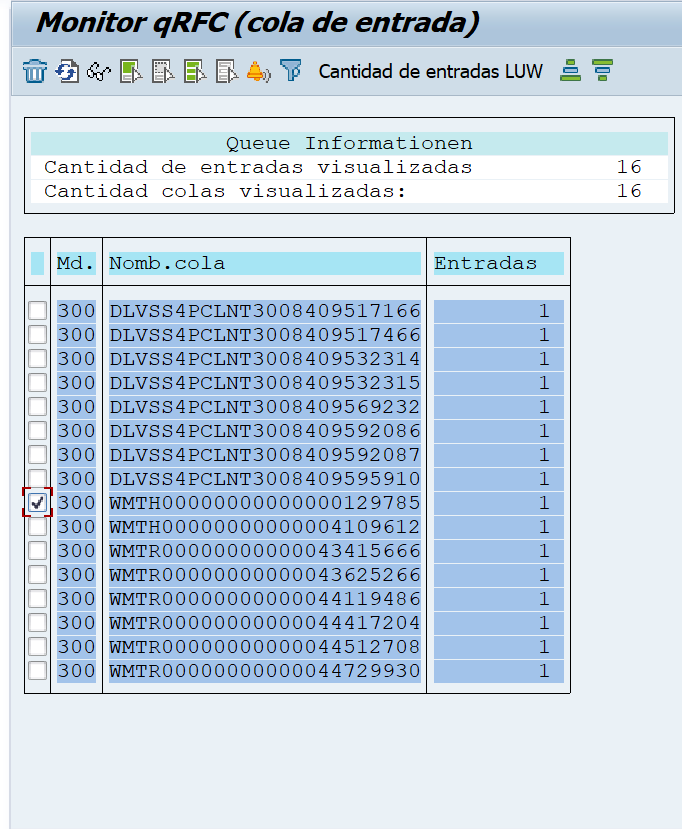 Monitor qRFC (cola de entrada)
Cantidad de entradas LUW
Queue Informationen
Cantidad de entradas visualizadas 16
Cantidad colas visualizadas: 16
Md. Nomb.cola Entradas
300 DLVSS4PCLNT3008409517166 1
300 DLVSS4PCLNT3008409517466 1
300 DLVSS4PCLNT3008409532314 1
300 DLVSS4PCLNT3008409532315 1
300 DLVSS4PCLNT3008409569232 1
300 DLVSS4PCLNT3008409592086 1
300 DLVSS4PCLNT3008409592087 1
300 DLVSS4PCLNT3008409595910 1
300 WMTH00000000000000129785 1
300 WMTH00000000000004109612 1
300 WMTR00000000000043415666 1
300 WMTR00000000000043625266 1
300 WMTR00000000000044119486 1
300 WMTR00000000000044417204 1
300 WMTR00000000000044512708 1
300 WMTR00000000000044729930 1